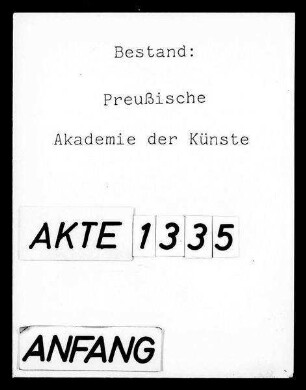 Bestand:
Preußische
Akademie der Künste
AKTE 1335
ANFANG